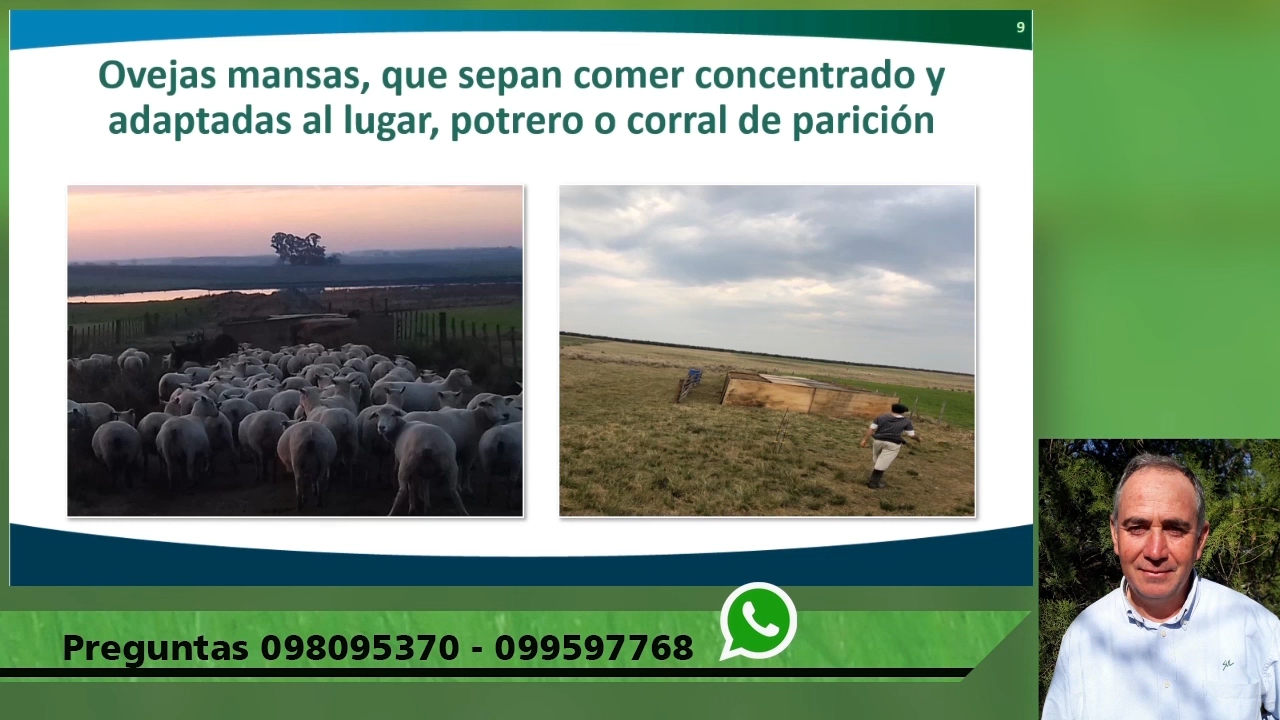 9
Ovejas mansas, que sepan comer concentrado y
adaptadas al lugar, potrero o corral de parición
Preguntas 098095370 - 099597768